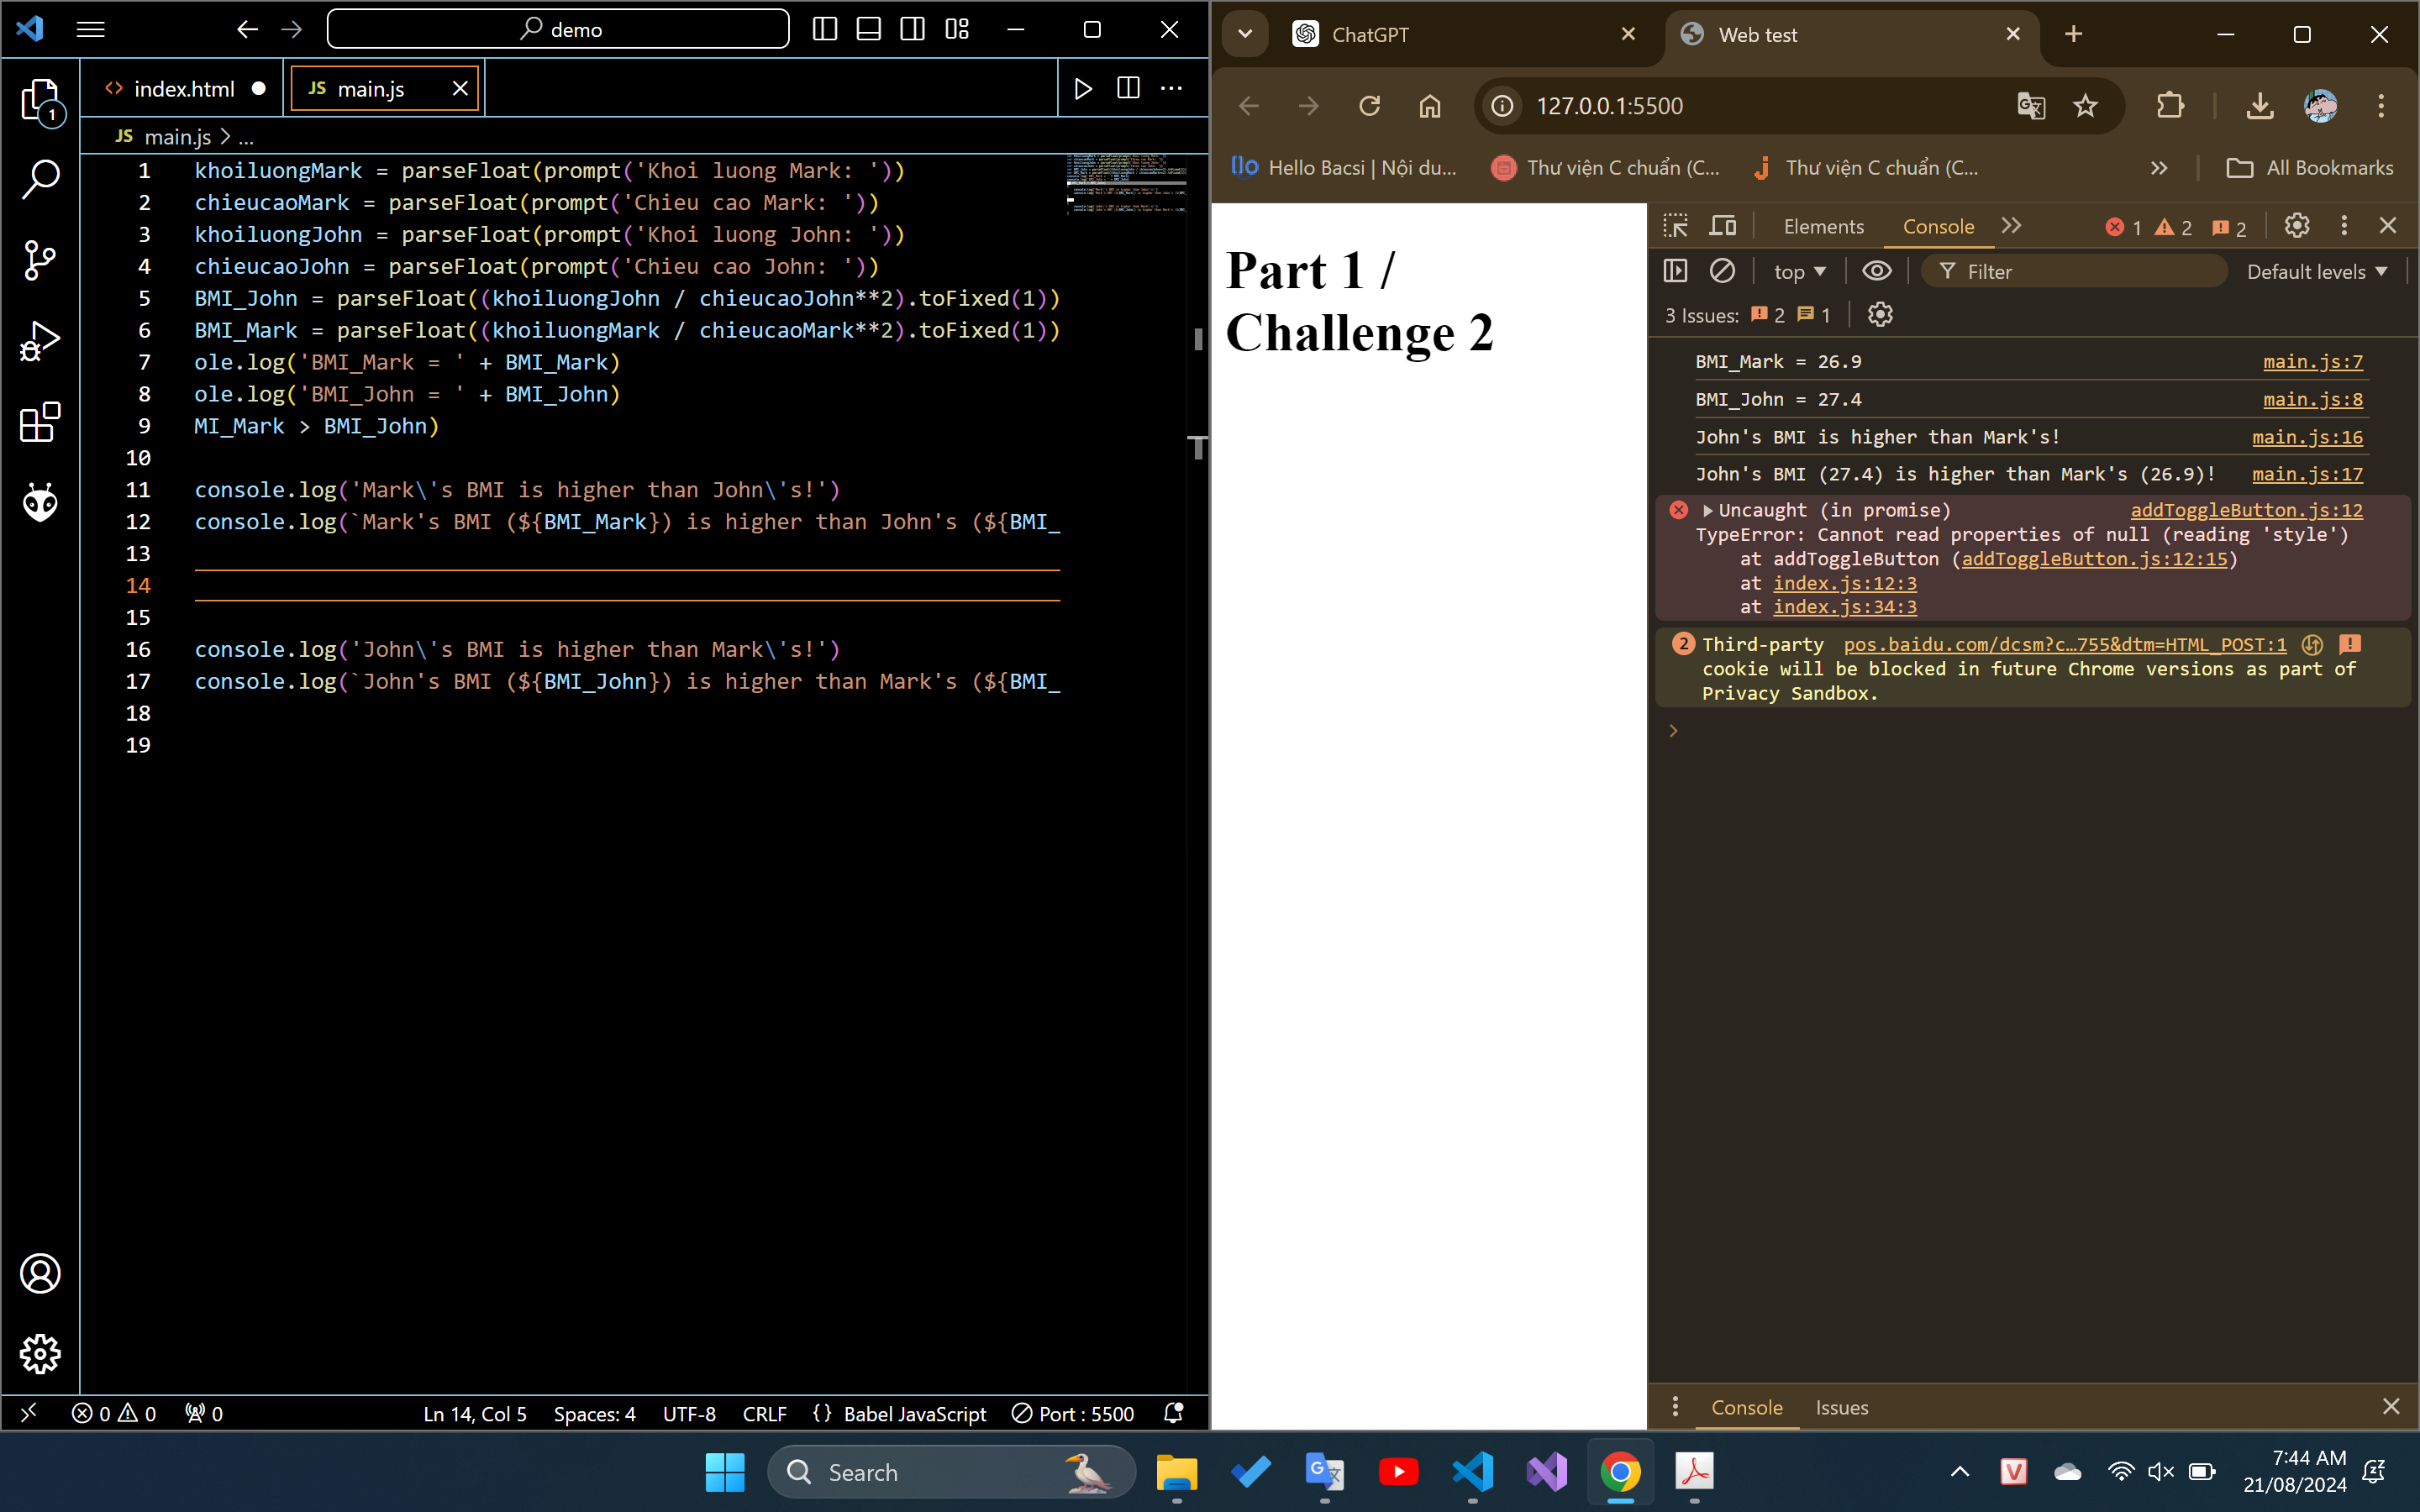 demo
index.html
JS main.js
1
JS main.js > ...
1 khoiluongMark = parseFloat(prompt('Khoi luong Mark: '))
2 chieucaoMark = parseFloat(prompt('Chieu cao Mark: '))
3 khoiluongJohn = parseFloat(prompt('Khoi luong John: '))
4 chieucaoJohn = parseFloat(prompt('Chieu cao John: '))
5 BMI_John = parseFloat((khoiluongJohn / chieucaoJohn**2).toFixed(1))
6 BMI_Mark = parseFloat((khoiluongMark / chieucaoMark**2).toFixed(1))
7 ole.log('BMI_Mark = ' + BMI_Mark)
8 ole.log('BMI_John = ' + BMI_John)
9 MI_Mark > BMI_John)
10
11 console.log('Mark\'s BMI is higher than John\'s!')
12 console.log(`Mark's BMI (${BMI_Mark}) is higher than John's (${BMI_
13
14
15
16 console.log('John\'s BMI is higher than Mark\'s!')
17 console.log(`John's BMI (${BMI_John}) is higher than Mark's (${BMI_
18
19
0 0 0 Ln 14, Col 5 Spaces: 4 UTF-8 CRLF {} Babel JavaScript Port : 5500
ChatGPT
Web test
127.0.0.1:5500
Hello Bacsi | Nội du...
Thư viện C chuẩn (C...
Thư viện C chuẩn (C...
All Bookmarks
Part 1 /
Challenge 2
Elements Console 1 2 2
top Filter Default levels
3 Issues: 2 1
BMI_Mark = 26.9 main.js:7
BMI_John = 27.4 main.js:8
John's BMI is higher than Mark's! main.js:16
John's BMI (27.4) is higher than Mark's (26.9)! main.js:17
Uncaught (in promise) addToggleButton.js:12
TypeError: Cannot read properties of null (reading 'style')
at addToggleButton (addToggleButton.js:12:15)
at index.js:12:3
at index.js:34:3
2 Third-party pos.baidu.com/dcsm?c…755&dtm=HTML_POST:1
cookie will be blocked in future Chrome versions as part of
Privacy Sandbox.
Console Issues
Search
7:44 AM
21/08/2024